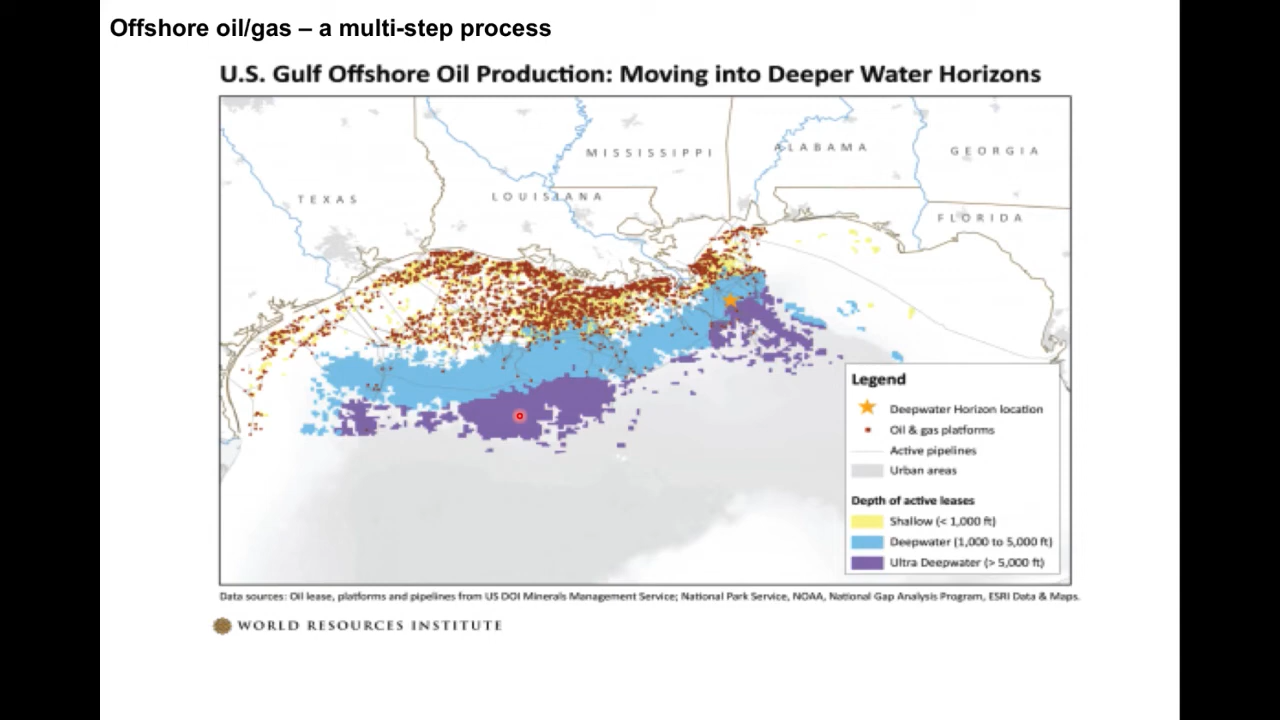 Offshore oil/gas – a multi-step process
U.S. Gulf Offshore Oil Production: Moving into Deeper Water Horizons
MISSISSIPPI
ALABAMA
GEORGIA
TEXAS
LOUISIANA
FLORIDA
Legend
Deepwater Horizon location
Oil & gas platforms
Active pipelines
Urban areas
Depth of active leases
Shallow (< 1,000 ft)
Deepwater (1,000 to 5,000 ft)
Ultra Deepwater (> 5,000 ft)
Data sources: Oil lease, platforms and pipelines from US DOI Minerals Management Service; National Park Service, NOAA, National Gap Analysis Program, ESRI Data & Maps.
WORLD RESOURCES INSTITUTE